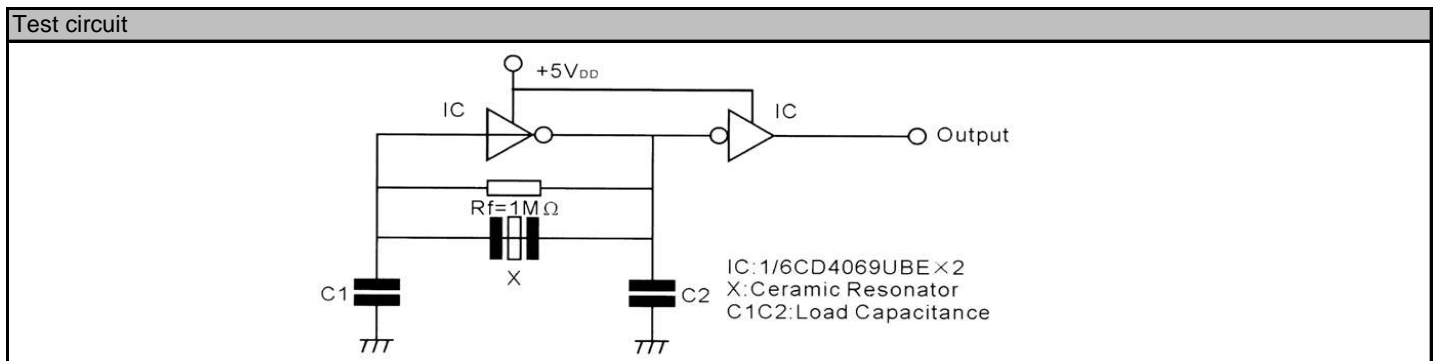 Test circuit
+5VDD
IC
IC
Output
Rf=1MΩ
X
C1
C2
IC:1/6CD4069UBE×2
X:Ceramic Resonator
C1C2:Load Capacitance